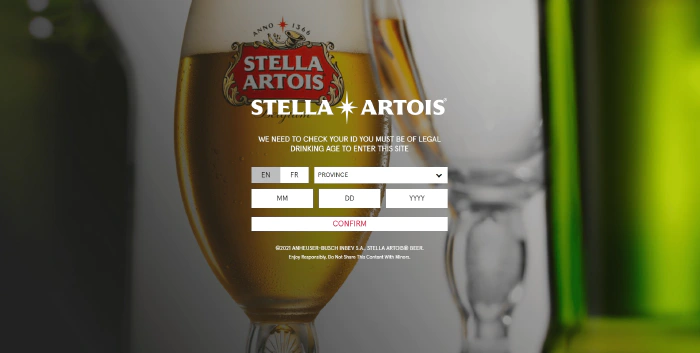 ANNO 1366
STELLA
ARTOIS
STELLA ARTOIS
WE NEED TO CHECK YOUR ID YOU MUST BE OF LEGAL
DRINKING AGE TO ENTER THIS SITE
EN FR PROVINCE
MM DD YYYY
CONFIRM
©2021 ANHEUSER-BUSCH INBEV S.A., STELLA ARTOIS® BEER.
Enjoy Responsibly. Do Not Share This Content With Minors.